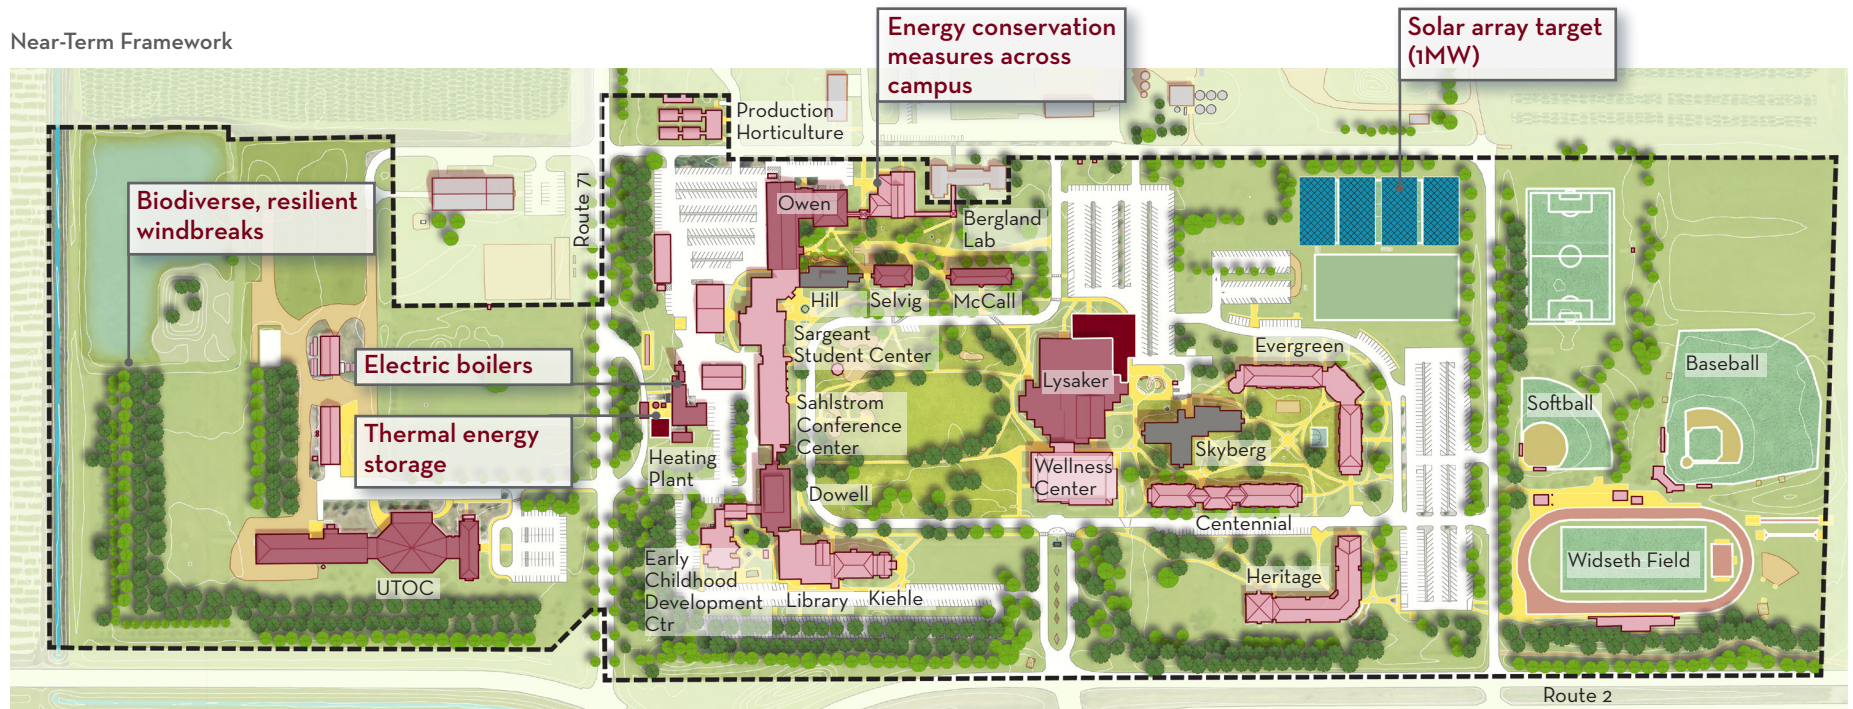 Near-Term Framework
Energy conservation
measures across
campus
Solar array target
(1MW)
Production
Horticulture
Biodiverse, resilient
windbreaks
Route 71
Owen
Bergland
Lab
Hill
Selvig
McCall
Sargeant
Student Center
Evergreen
Electric boilers
Lysaker
Baseball
Sahlstrom
Conference
Center
Softball
Thermal energy
storage
Heating
Plant
Skyberg
Wellness
Center
Dowell
Centennial
UTOC
Early
Childhood
Development
Ctr
Library
Kiehle
Heritage
Widseth Field
Route 2